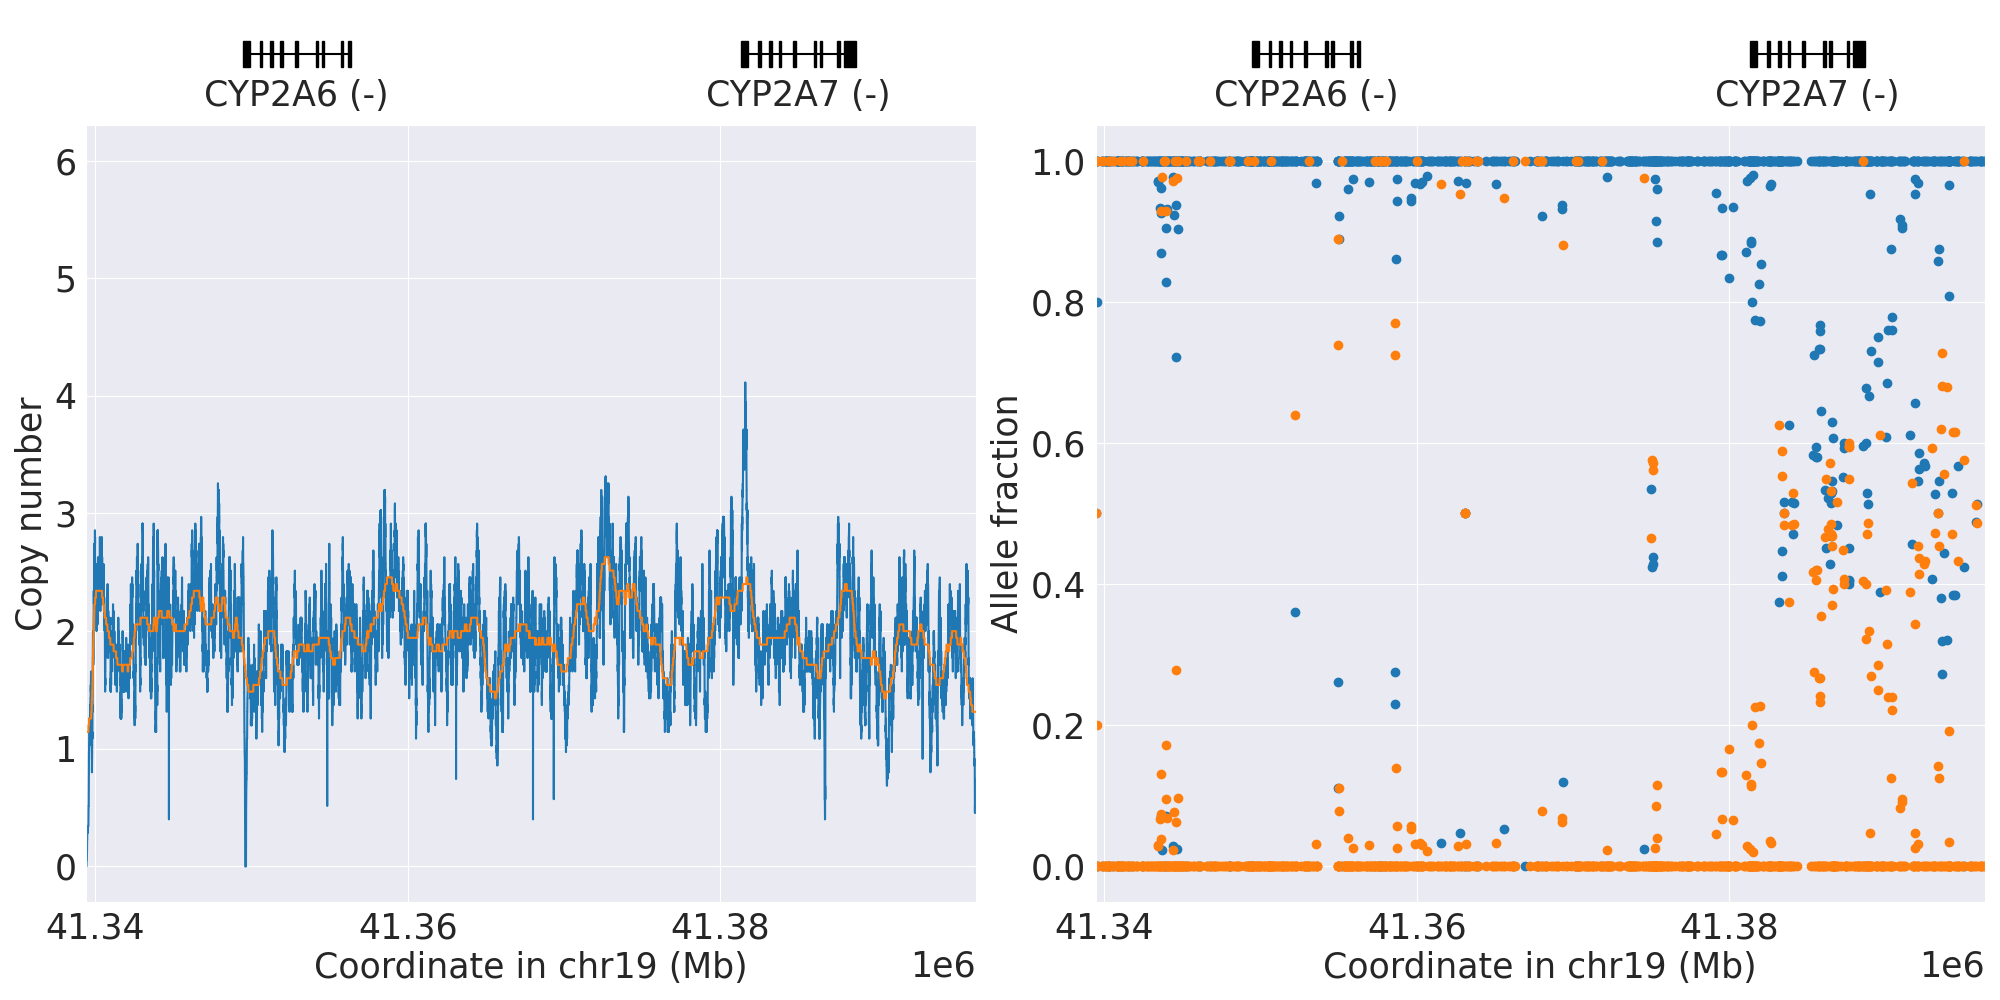 CYP2A6 (-) CYP2A7 (-)
CYP2A6 (-) CYP2A7 (-)
Copy number
6
5
4
3
2
1
0
41.34 41.36 41.38
Coordinate in chr19 (Mb) 1e6
Allele fraction
1.0
0.8
0.6
0.4
0.2
0.0
41.34 41.36 41.38
Coordinate in chr19 (Mb) 1e6